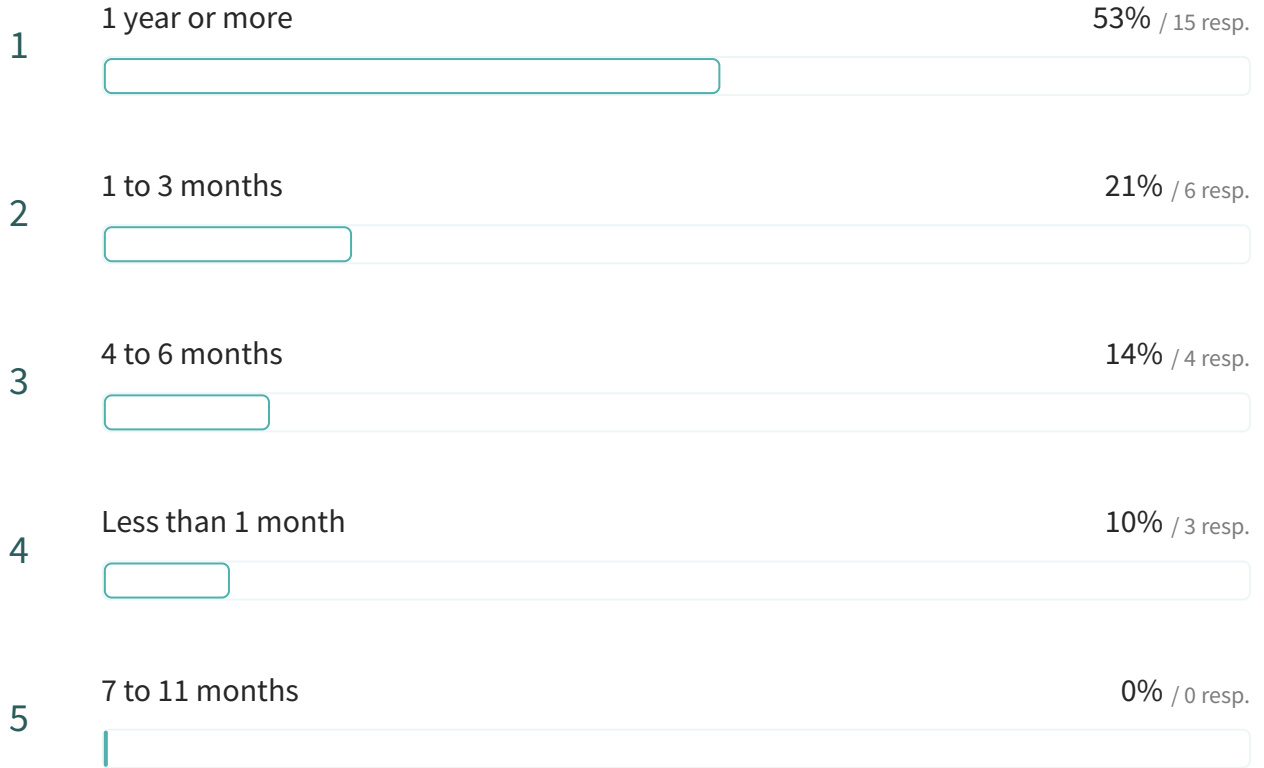 1 year or more 53% / 15 resp.
1
1 to 3 months 21% / 6 resp.
2
4 to 6 months 14% / 4 resp.
3
Less than 1 month 10% / 3 resp.
4
7 to 11 months 0% / 0 resp.
5